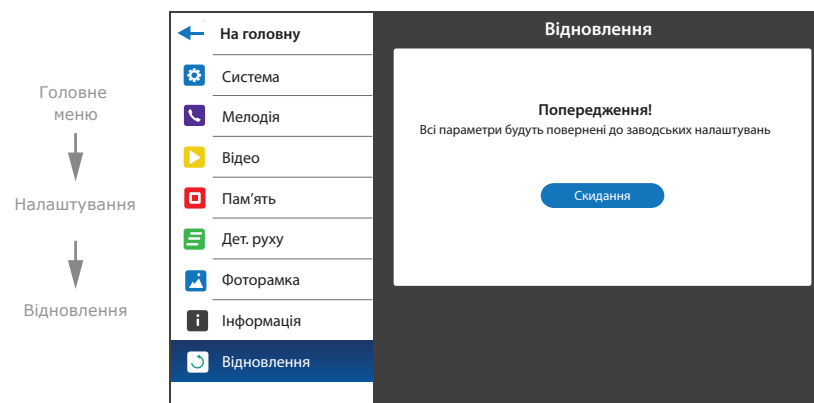 Головне
меню
Налаштування
Відновлення
На головну
Система
Мелодія
Відео
Пам'ять
Дет. руху
Фоторамка
Інформація
Відновлення
Відновлення
Попередження!
Всі параметри будуть повернені до заводських налаштувань
Скидання